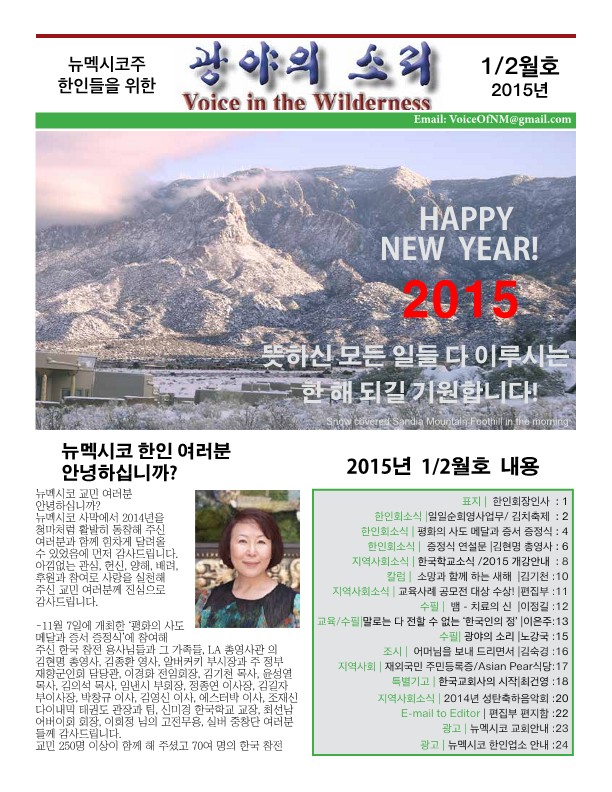 뉴멕시코주
한인들을 위한
광야의 소리
Voice in the Wilderness
1/2월호
2015년
Email: VoiceOfNM@gmail.com
HAPPY
NEW YEAR!
2015
뜻하신 모든 일들 다 이루시는
한 해 되길 기원합니다!
Snow covered Sandia Mountain Foothill in the morning
뉴멕시코 한인 여러분
안녕하십니까?
뉴멕시코 교민 여러분
안녕하십니까?
뉴멕시코 사막에서 2014년을
청마처럼 활발히 동참해 주신
여러분과 함께 힘차게 달려올
수 있었음에 먼저 감사드립니다.
아낌없는 관심, 헌신, 양해, 배려,
후원과 참여로 사랑을 실천해
주신 교민 여러분께 진심으로
감사드립니다.
-11월 7일에 개최한 '평화의 사도
메달과 증서 증정식'에 참여해
주신 한국 참전 용사님들과 그 가족들, LA 총영사관 의
김현명 총영사, 김종환 영사, 알버커키 부시장과 주 정부
재향군인회 담당관, 이경화 전임회장, 김기천 목사, 윤성열
목사, 김의석 목사, 임낸시 부회장, 정종연 이사장, 김길자
부이사장, 박창규 이사, 김영신 이사, 에스더박 이사, 조재신
다이내믹 태권도 관장과 팀, 신미경 한국학교 교장, 최선남
어버이회 회장, 이희정 님의 고전무용, 실버 중창단 여러분
들께 감사드립니다.
교민 250명 이상이 함께 해 주셨고 70여 명의 한국 참전
2015년 1/2월호 내용
표지 | 한인회장인사 : 1
한인회소식 |일일순회영사업무/ 김치축제 : 2
한인회소식 | 평화의 사도 메달과 증서 증정식 : 4
한인회소식 | 증정식 연설문 |김현명 총영사 : 6
지역사회소식 | 한국학교소식 /2015 개강안내 : 8
칼럼 | 소망과 함께 하는 새해 |김기천 :10
지역사회소식 | 교육사례 공모전 대상 수상! |편집부 :11
수필 | 뱀 - 치료의 신 |이정길 :12
교육/수필|말로는 다 전할 수 없는 '한국인의 정' |이은주:13
수필| 광야의 소리 |노강국 :15
조시 | 어머님을 보내 드리면서 |김숙경 :16
지역사회 | 재외국민 주민등록증/Asian Pear식당:17
특별기고 | 한국교회사의 시작|최건영 :18
지역사회소식 | 2014년 성탄축하음악회 :20
E-mail to Editor | 편집부 편지함 :22
광고 | 뉴멕시코 교회안내 :23
광고 | 뉴멕시코 한인업소 안내 :24